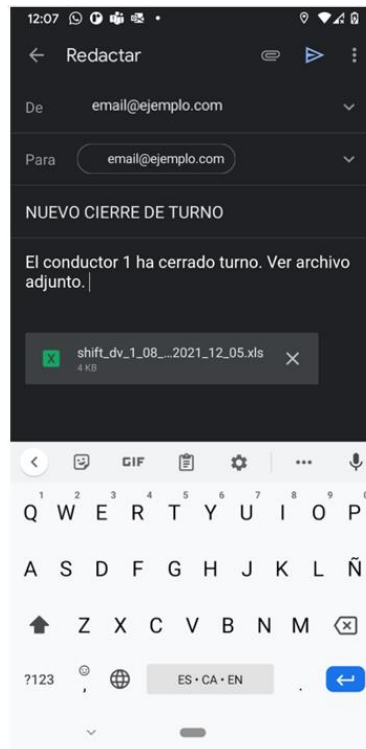 12:07
Redactar
De email@ejemplo.com
Para email@ejemplo.com
NUEVO CIERRE DE TURNO
El conductor 1 ha cerrado turno. Ver archivo
adjunto.
X shift_dv_1_08_...2021_12_05.xls
4 KB
GIF
1 2 3 4 5 6 7 8 9 0
Q W E R T Y U I O P
A S D F G H J K L Ñ
Z X C V B N M
?123 , ES • CA • EN .